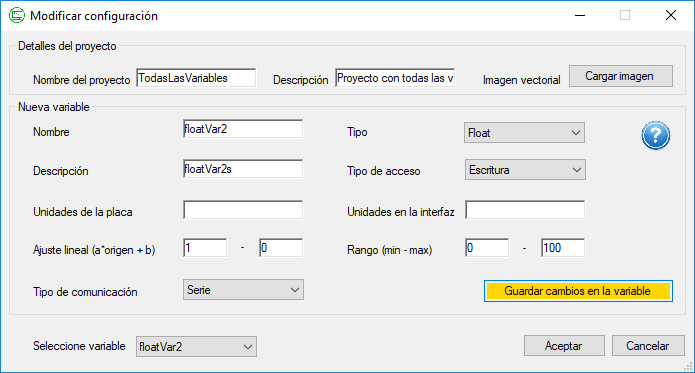 Modificar configuración
Detalles del proyecto
Nombre del proyecto TodasLasVariables Descripción Proyecto con todas las v Imagen vectorial Cargar imagen
Nueva variable
Nombre floatVar2 Tipo Float ?
Descripción floatVar2s Tipo de acceso Escritura
Unidades de la placa Unidades en la interfaz
Ajuste lineal (a*origen + b) 1 - 0 Rango (min - max) 0 - 100
Tipo de comunicación Serie Guardar cambios en la variable
Seleccione variable floatVar2 Aceptar Cancelar